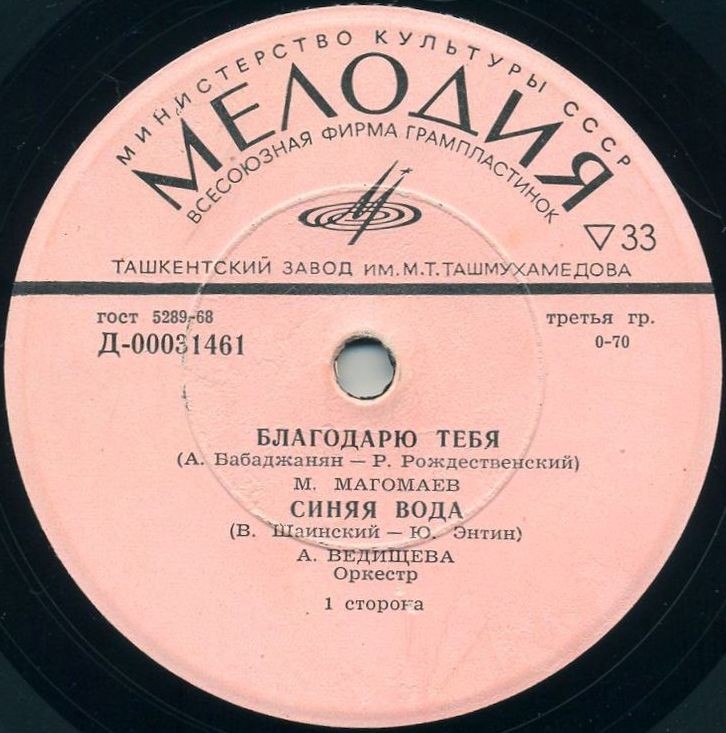 МИНИСТЕРСТВО КУЛЬТУРЫ СССР
МЕЛОДИЯ
ВСЕСОЮЗНАЯ ФИРМА ГРАМПЛАСТИНОК
▽33
ТАШКЕНТСКИЙ ЗАВОД ИМ.М.Т.ТАШМУХАМЕДОВА
гост 5289-68
третья гр.
Д-00031461
0-70
БЛАГОДАРЮ ТЕБЯ
(А. Бабаджанян — Р. Рождественский)
М. МАГОМАЕВ
СИНЯЯ ВОДА
(В. Шаинский — Ю. Энтин)
А. ВЕДИЩЕВА
Оркестр
1 сторона